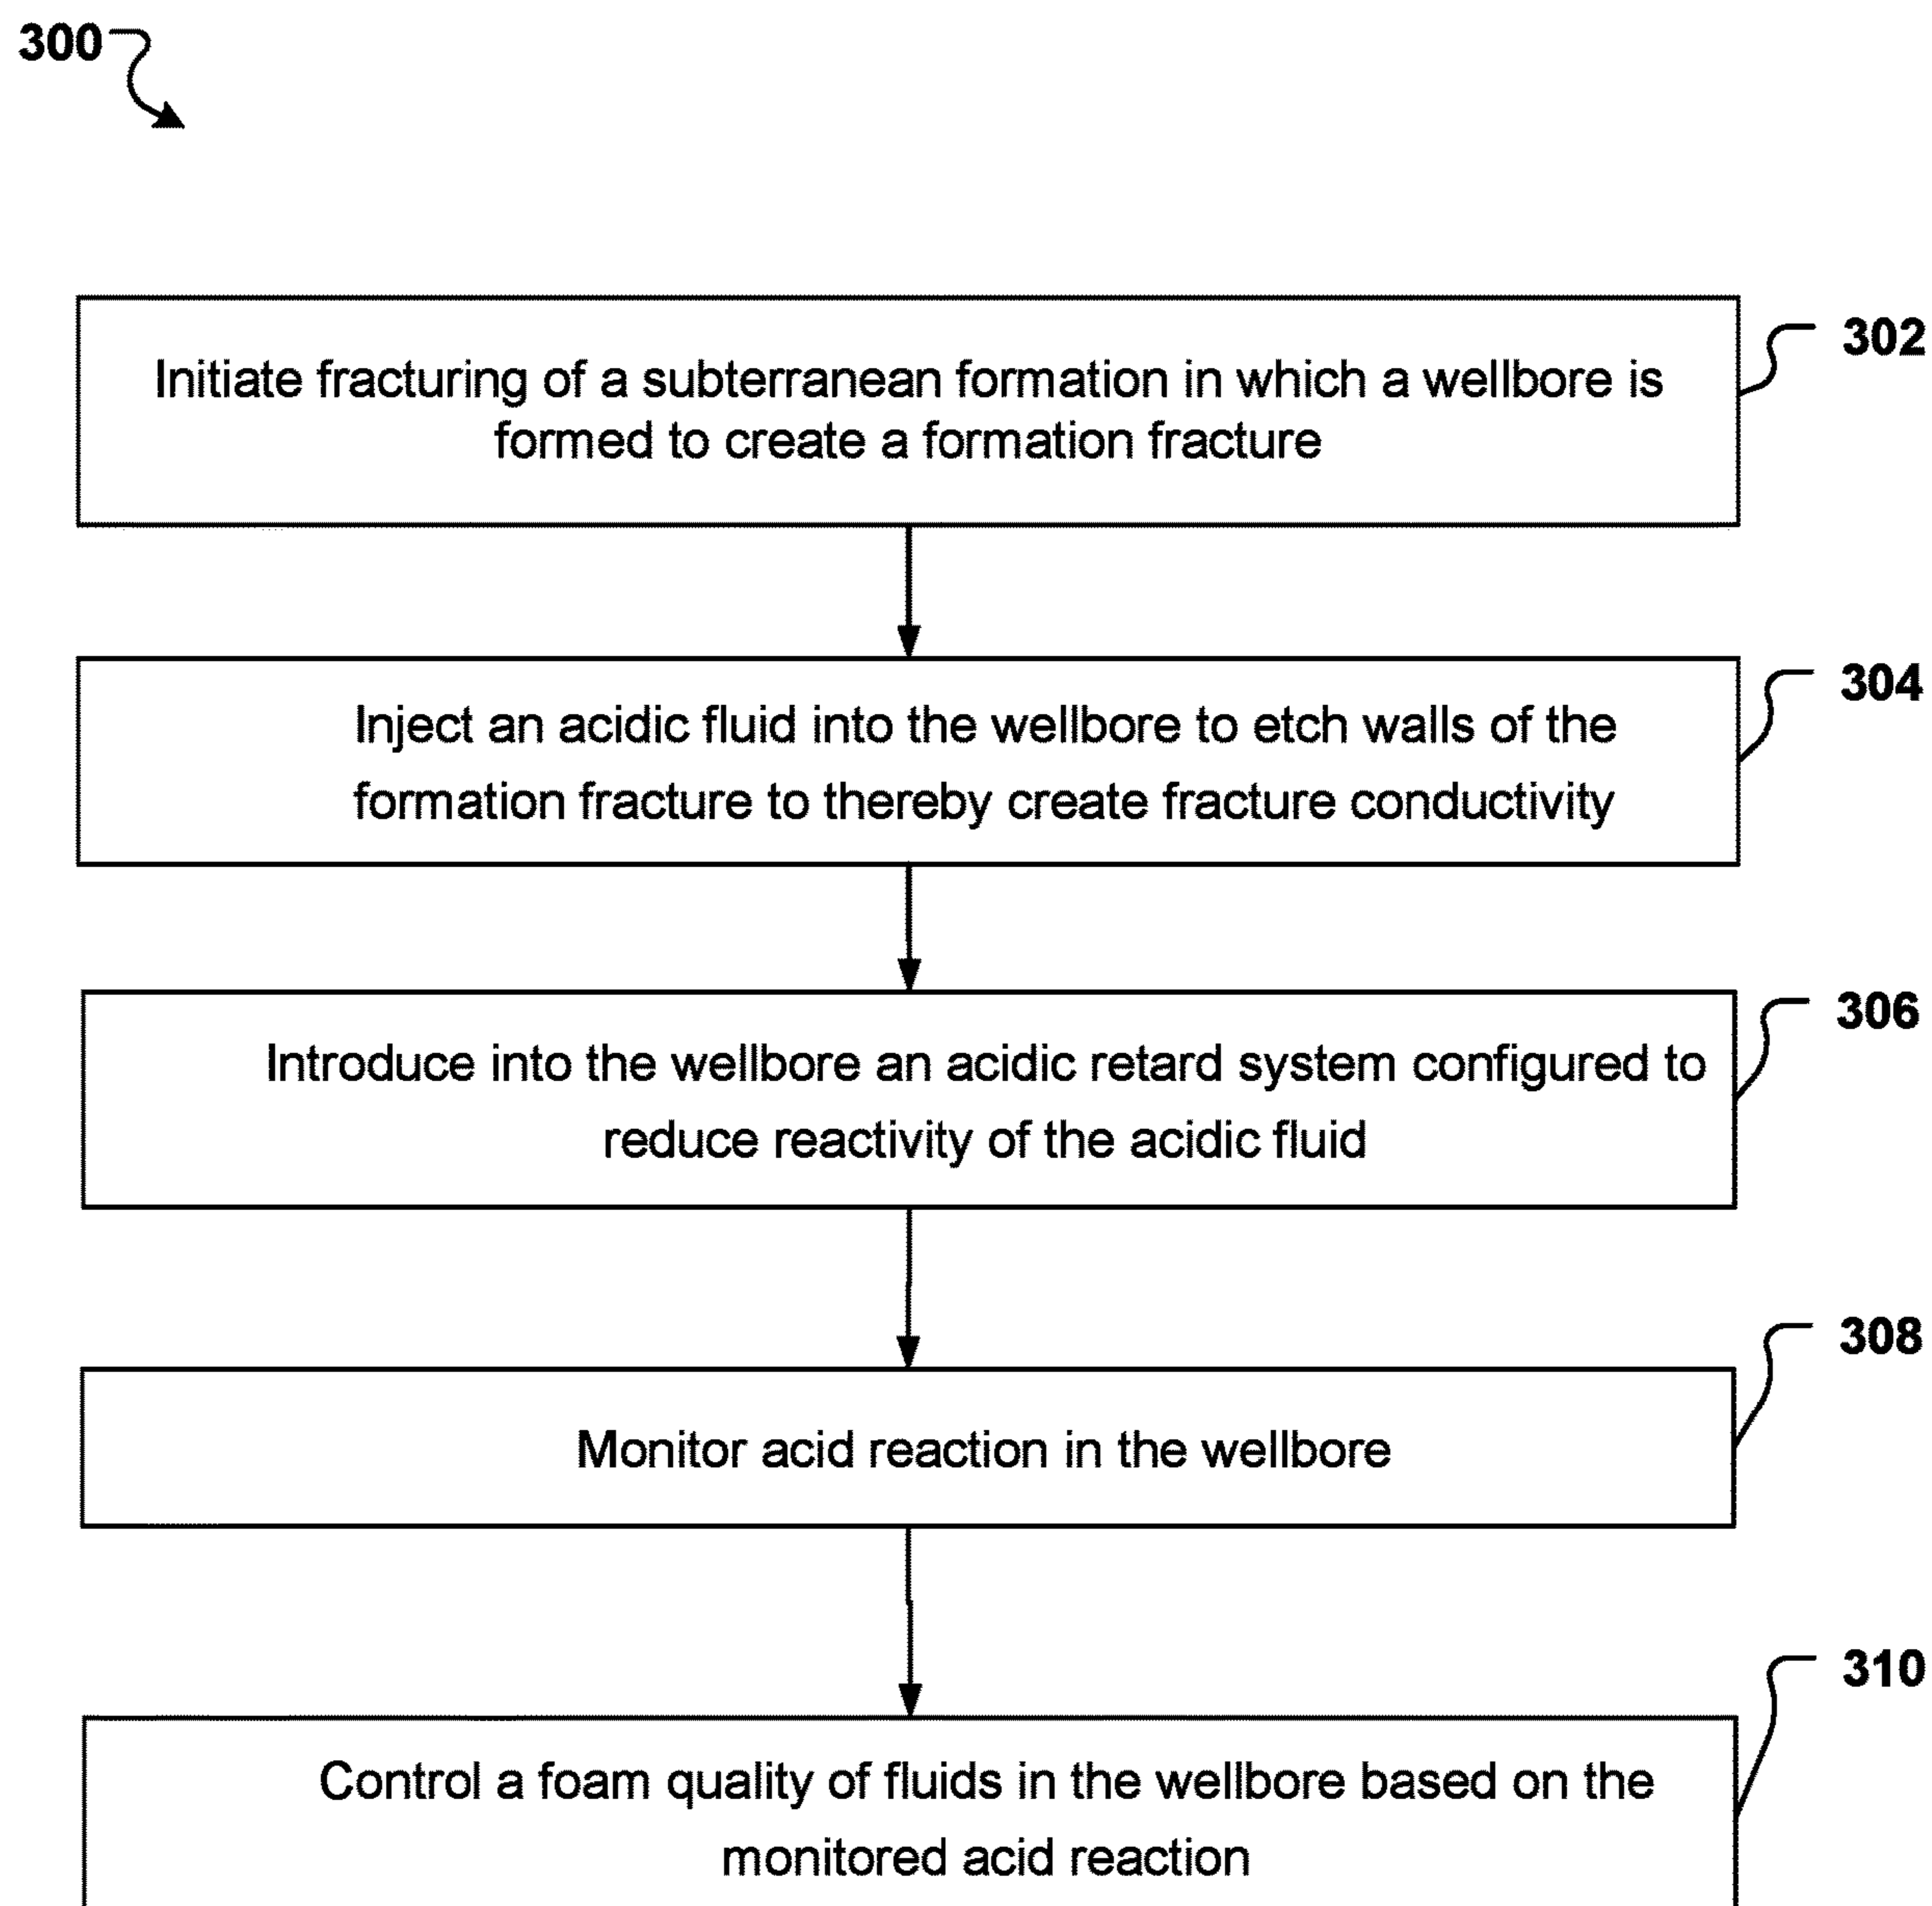 300
302
Initiate fracturing of a subterranean formation in which a wellbore is
formed to create a formation fracture
304
Inject an acidic fluid into the wellbore to etch walls of the
formation fracture to thereby create fracture conductivity
306
Introduce into the wellbore an acidic retard system configured to
reduce reactivity of the acidic fluid
308
Monitor acid reaction in the wellbore
310
Control a foam quality of fluids in the wellbore based on the
monitored acid reaction